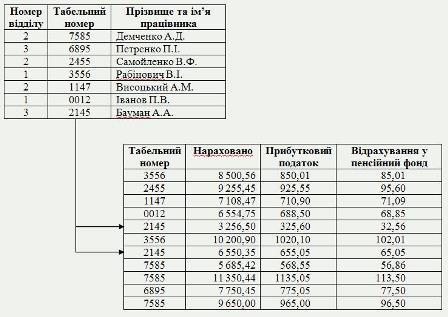 Номер відділу Табельний номер Прізвище та ім’я працівника
2 7585 Демченко А.Д.
3 6895 Петренко П.І.
2 2455 Самойленко В.Ф.
1 3556 Рабінович В.І.
2 1147 Висоцький А.М.
1 0012 Іванов П.В.
3 2145 Бауман А.А.
Табельний номер Нараховано Прибутковий податок Відрахування у пенсійний фонд
3556 8 500,56 850,01 85,01
2455 9 255,45 925,55 95,60
1147 7 108,47 710,90 71,09
0012 6 554,75 688,50 68,85
2145 3 256,50 325,60 32,56
3556 10 200,90 1020,10 102,01
2145 6 550,35 655,05 65,05
7585 5 685,42 568,55 56,86
7585 11 350,44 1135,05 113,50
6895 7 750,45 775,05 77,50
7585 9 650,00 965,00 96,50